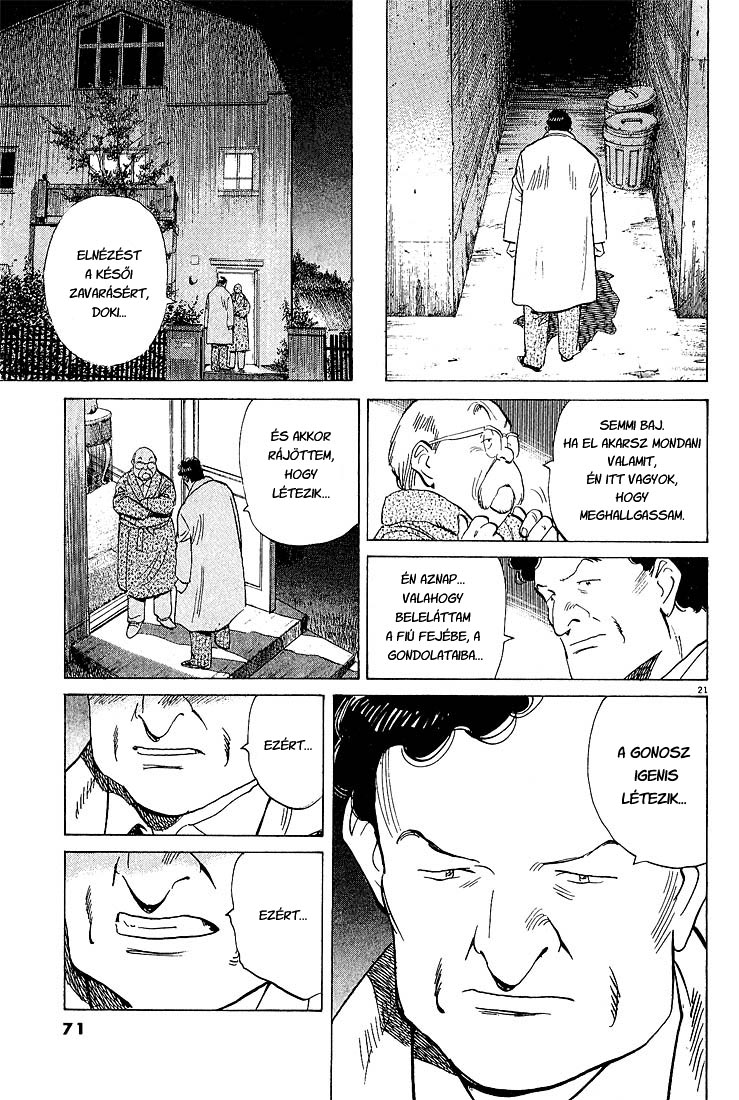 ELNÉZÉST
A KÉSŐI
ZAVARÁSÉRT,
DOKI...
SEMMI BAJ.
HA EL AKARSZ MONDANI
VALAMIT,
ÉN ITT VAGYOK,
HOGY
MEGHALLGASSAM.
ÉN AZNAP...
VALAHOGY
BELELÁTTAM
A FIÚ FEJÉBE, A
GONDOLATAIBA...
ÉS AKKOR
RÁJÖTTEM,
HOGY
LÉTEZIK...
21
A GONOSZ
IGENIS
LÉTEZIK...
EZÉRT...
EZÉRT...
71